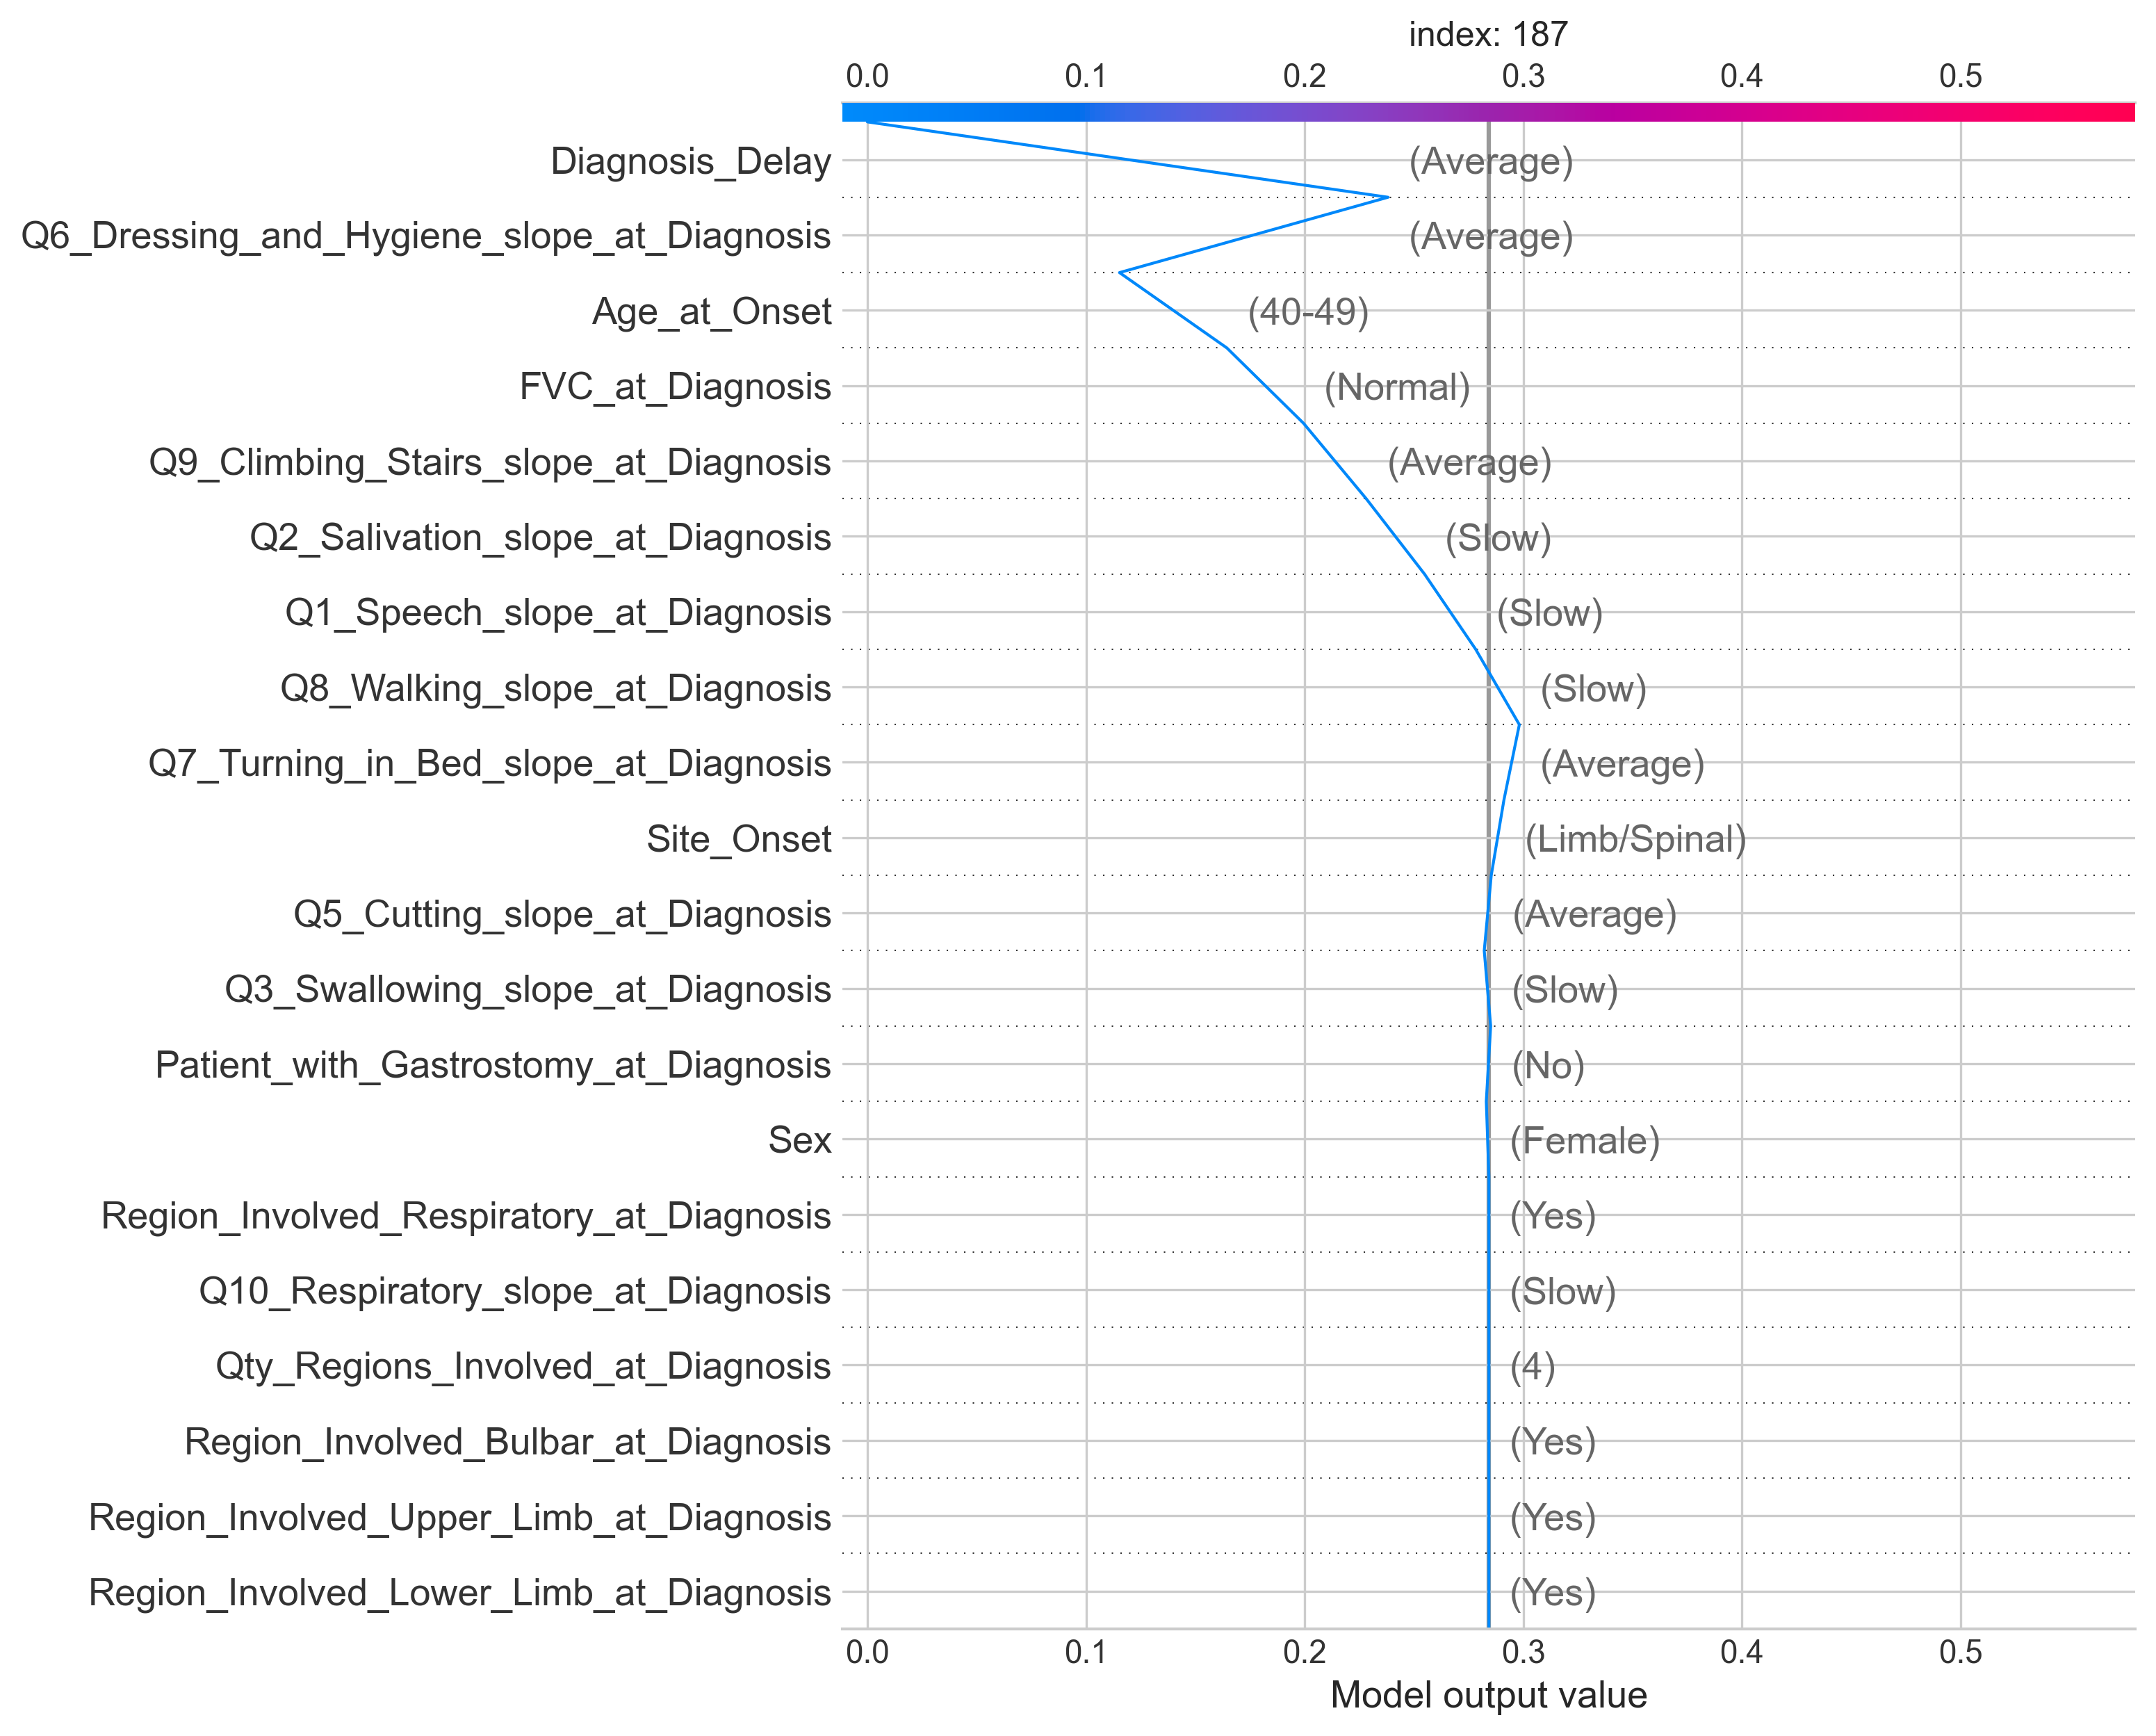 index: 187
0.0 0.1 0.2 0.3 0.4 0.5
Diagnosis_Delay (Average)
Q6_Dressing_and_Hygiene_slope_at_Diagnosis (Average)
Age_at_Onset (40-49)
FVC_at_Diagnosis (Normal)
Q9_Climbing_Stairs_slope_at_Diagnosis (Average)
Q2_Salivation_slope_at_Diagnosis (Slow)
Q1_Speech_slope_at_Diagnosis (Slow)
Q8_Walking_slope_at_Diagnosis (Slow)
Q7_Turning_in_Bed_slope_at_Diagnosis (Average)
Site_Onset (Limb/Spinal)
Q5_Cutting_slope_at_Diagnosis (Average)
Q3_Swallowing_slope_at_Diagnosis (Slow)
Patient_with_Gastrostomy_at_Diagnosis (No)
Sex (Female)
Region_Involved_Respiratory_at_Diagnosis (Yes)
Q10_Respiratory_slope_at_Diagnosis (Slow)
Qty_Regions_Involved_at_Diagnosis (4)
Region_Involved_Bulbar_at_Diagnosis (Yes)
Region_Involved_Upper_Limb_at_Diagnosis (Yes)
Region_Involved_Lower_Limb_at_Diagnosis (Yes)
0.0 0.1 0.2 0.3 0.4 0.5
Model output value